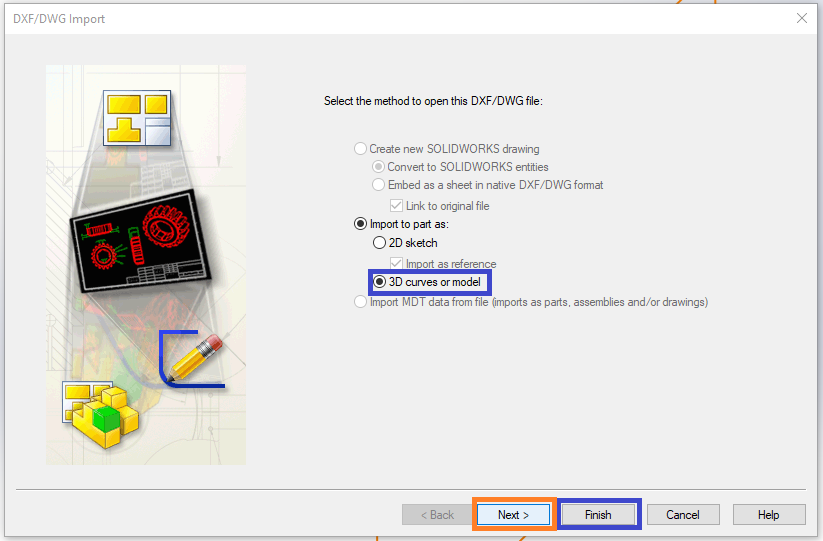 DXF/DWG Import
Select the method to open this DXF/DWG file:
Create new SOLIDWORKS drawing
Convert to SOLIDWORKS entities
Embed as a sheet in native DXF/DWG format
Link to original file
Import to part as:
2D sketch
Import as reference
3D curves or model
Import MDT data from file (imports as parts, assemblies and/or drawings)
< Back Next > Finish Cancel Help